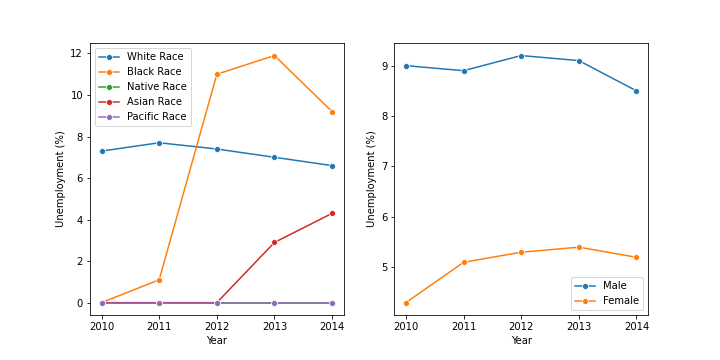 12
10
8
6
4
2
0
Unemployment (%)
White Race
Black Race
Native Race
Asian Race
Pacific Race
2010 2011 2012 2013 2014
Year
9
8
7
6
5
Unemployment (%)
Male
Female
2010 2011 2012 2013 2014
Year